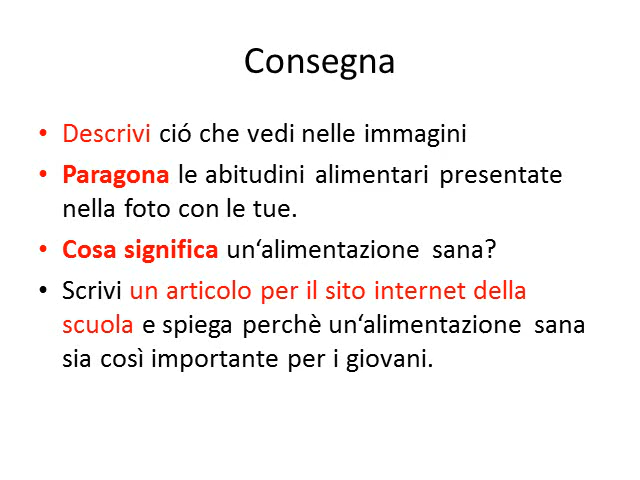 Consegna
• Descrivi ció che vedi nelle immagini
• Paragona le abitudini alimentari presentate
nella foto con le tue.
• Cosa significa un‘alimentazione sana?
• Scrivi un articolo per il sito internet della
scuola e spiega perchè un‘alimentazione sana
sia così importante per i giovani.